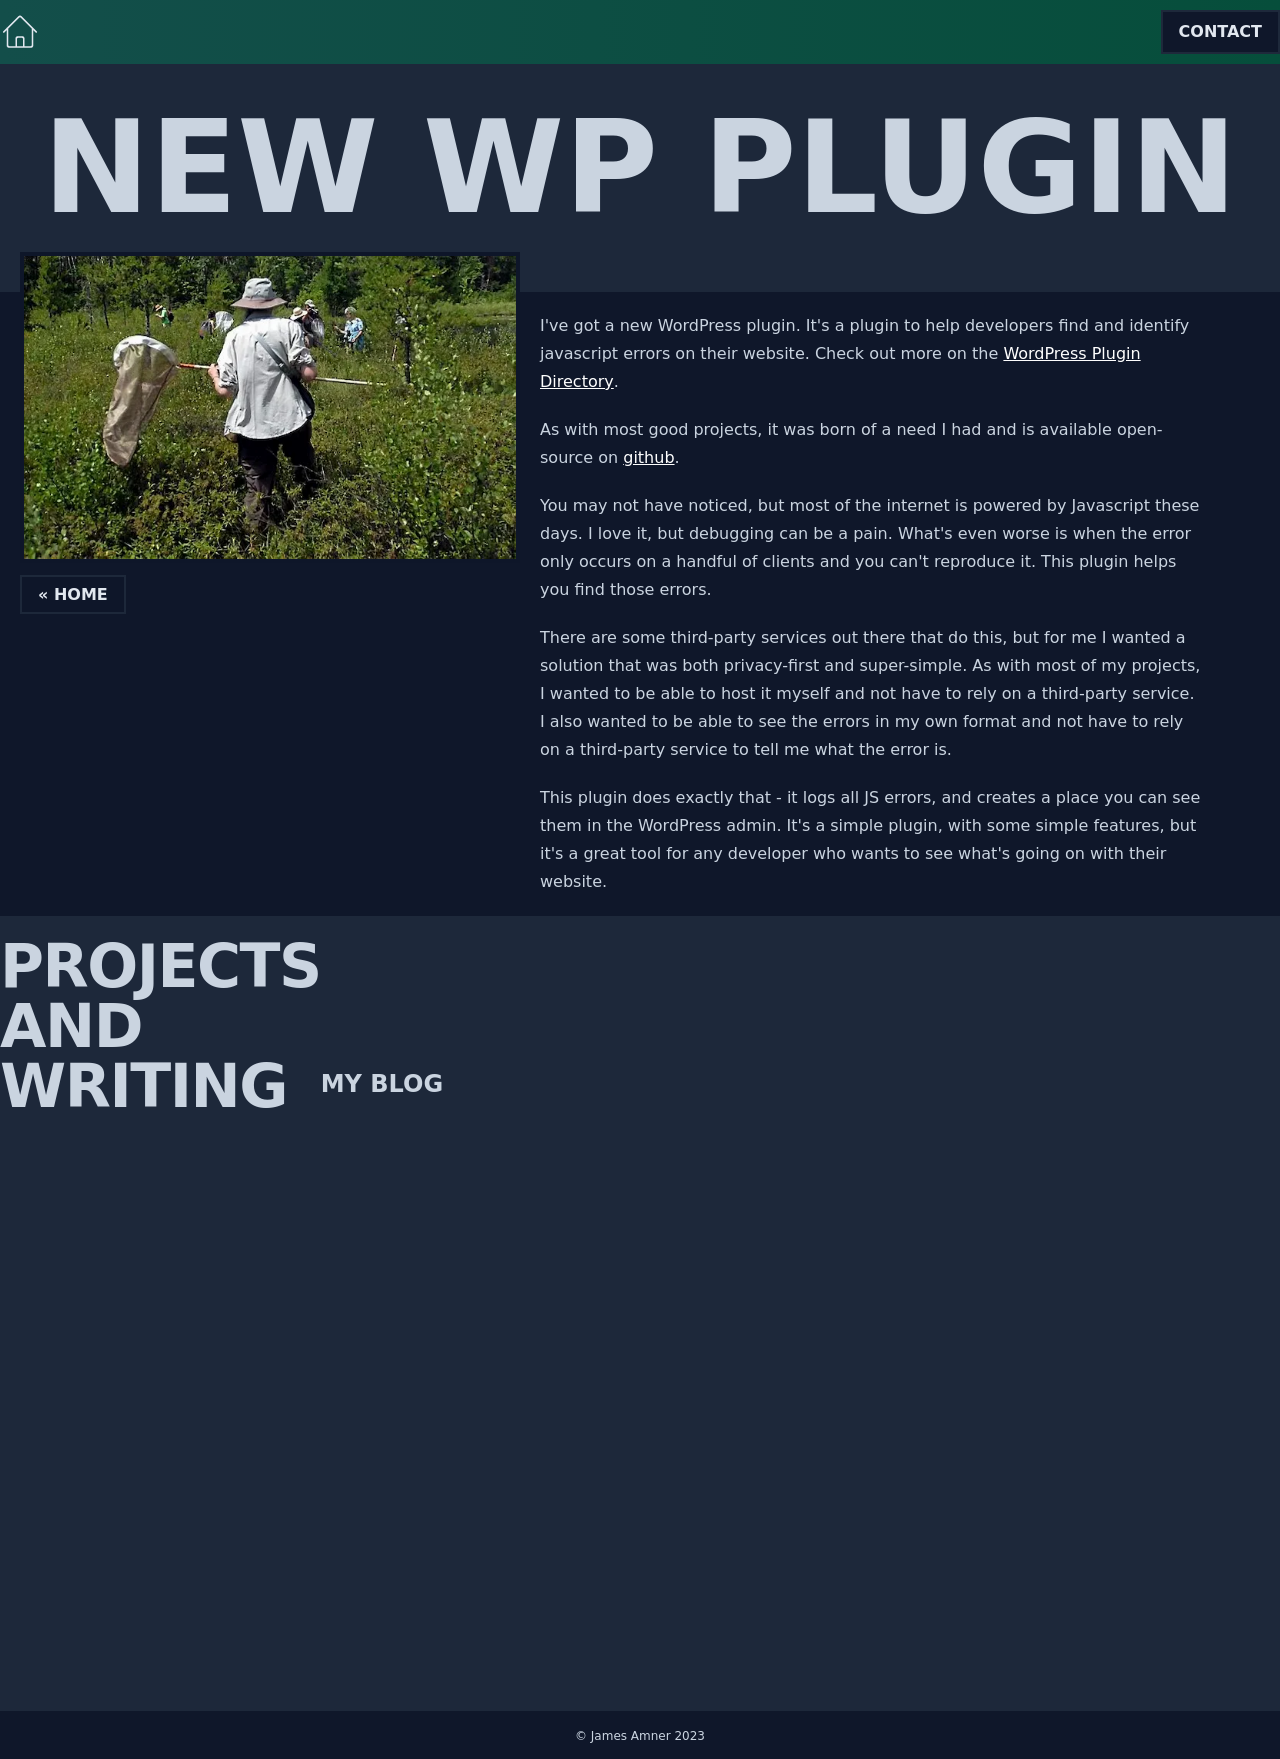 CONTACT
NEW WP PLUGIN
I've got a new WordPress plugin. It's a plugin to help developers find and identify
javascript errors on their website. Check out more on the WordPress Plugin
Directory.
As with most good projects, it was born of a need I had and is available open-
source on github.
You may not have noticed, but most of the internet is powered by Javascript these
days. I love it, but debugging can be a pain. What's even worse is when the error
only occurs on a handful of clients and you can't reproduce it. This plugin helps
you find those errors.
« HOME
There are some third-party services out there that do this, but for me I wanted a
solution that was both privacy-first and super-simple. As with most of my projects,
I wanted to be able to host it myself and not have to rely on a third-party service.
I also wanted to be able to see the errors in my own format and not have to rely
on a third-party service to tell me what the error is.
This plugin does exactly that - it logs all JS errors, and creates a place you can see
them in the WordPress admin. It's a simple plugin, with some simple features, but
it's a great tool for any developer who wants to see what's going on with their
website.
PROJECTS
AND
WRITING
MY BLOG
© James Amner 2023